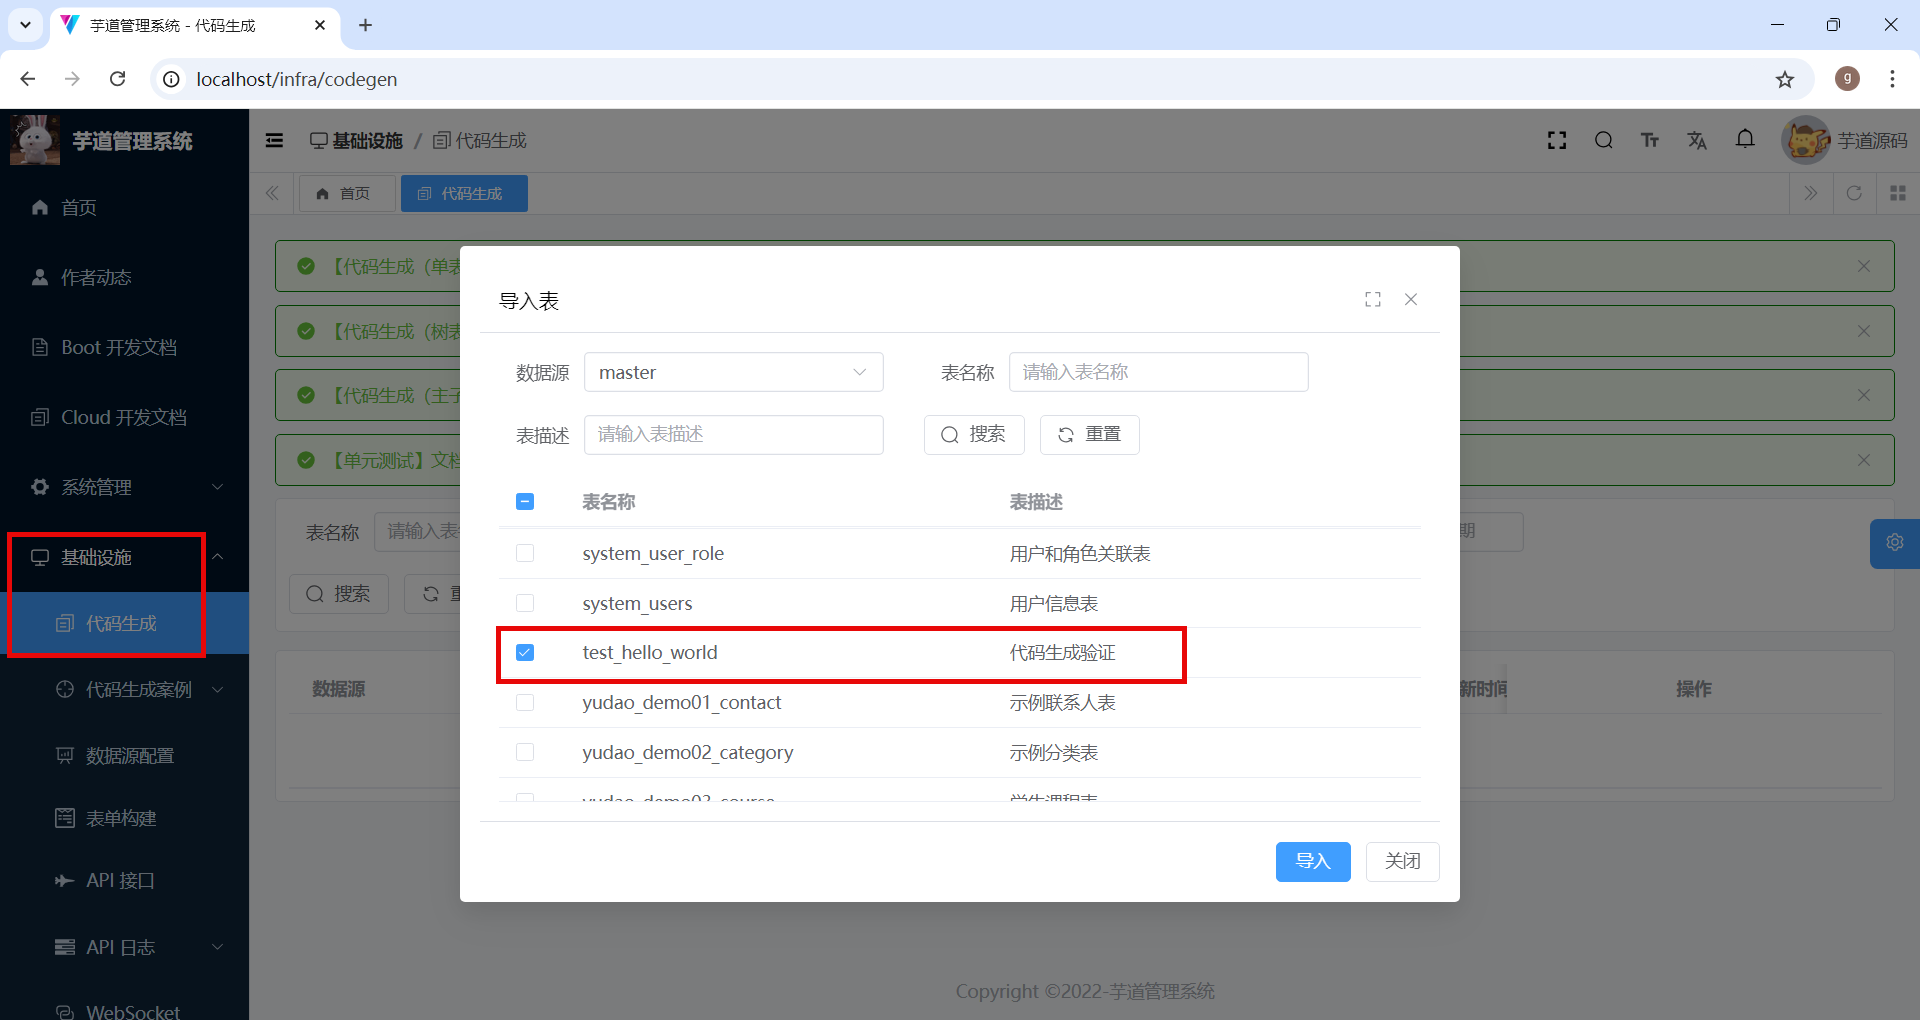 芋道管理系统 - 代码生成
localhost/infra/codegen
g
芋道管理系统
基础设施 / 代码生成
芋道源码
首页
代码生成
首页
作者动态
Boot 开发文档
Cloud 开发文档
系统管理
基础设施
代码生成
代码生成案例
数据源配置
表单构建
API 接口
API 日志
WebSocket
【代码生成（单表
【代码生成（树表
【代码生成（主子
【单元测试】文档
表名称 请输入表
期
搜索
数据源
新时间
操作
导入表
数据源 master
表名称 请输入表名称
表描述 请输入表描述
搜索 重置
表名称 表描述
system_user_role 用户和角色关联表
system_users 用户信息表
test_hello_world 代码生成验证
yudao_demo01_contact 示例联系人表
yudao_demo02_category 示例分类表
yudao_demo03_course 学生课程表
导入 关闭
Copyright ©2022-芋道管理系统